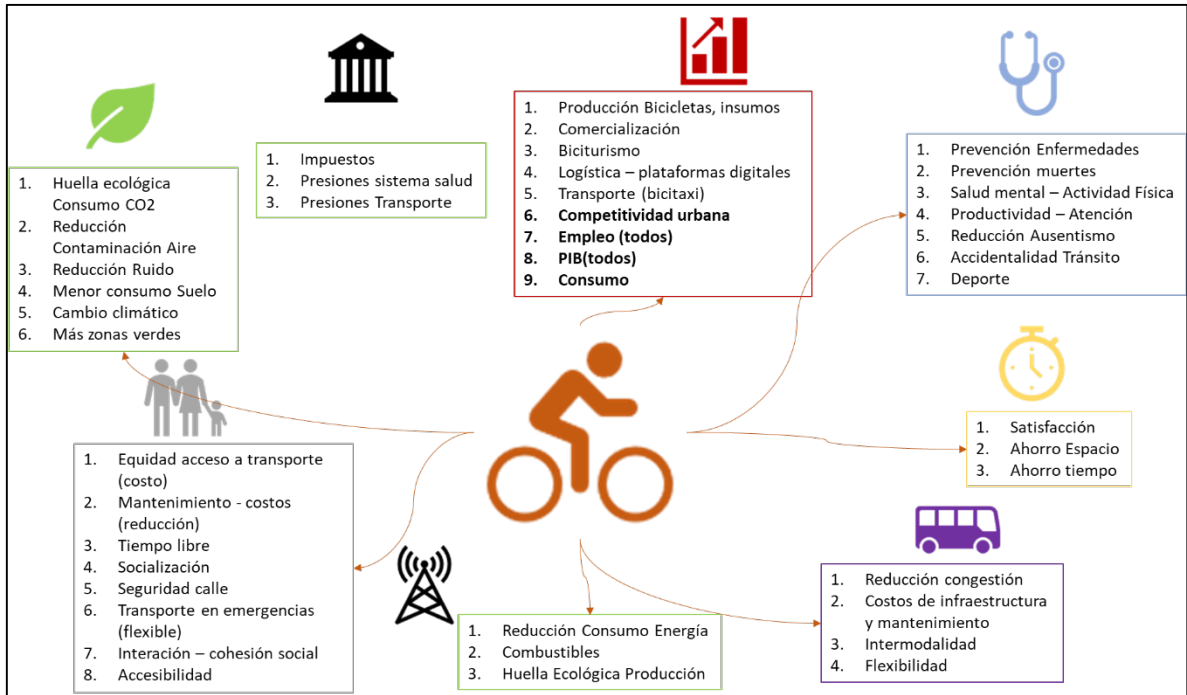 1. Huella ecológica
Consumo CO2
2. Reducción
Contaminación Aire
3. Reducción Ruido
4. Menor consumo Suelo
5. Cambio climático
6. Más zonas verdes
1. Impuestos
2. Presiones sistema salud
3. Presiones Transporte
1. Producción Bicicletas, insumos
2. Comercialización
3. Biciturismo
4. Logística – plataformas digitales
5. Transporte (bicitaxi)
6. Competitividad urbana
7. Empleo (todos)
8. PIB(todos)
9. Consumo
1. Prevención Enfermedades
2. Prevención muertes
3. Salud mental – Actividad Física
4. Productividad – Atención
5. Reducción Ausentismo
6. Accidentalidad Tránsito
7. Deporte
1. Equidad acceso a transporte
(costo)
2. Mantenimiento - costos
(reducción)
3. Tiempo libre
4. Socialización
5. Seguridad calle
6. Transporte en emergencias
(flexible)
7. Interación – cohesión social
8. Accesibilidad
1. Satisfacción
2. Ahorro Espacio
3. Ahorro tiempo
1. Reducción Consumo Energía
2. Combustibles
3. Huella Ecológica Producción
1. Reducción congestión
2. Costos de infraestructura
y mantenimiento
3. Intermodalidad
4. Flexibilidad